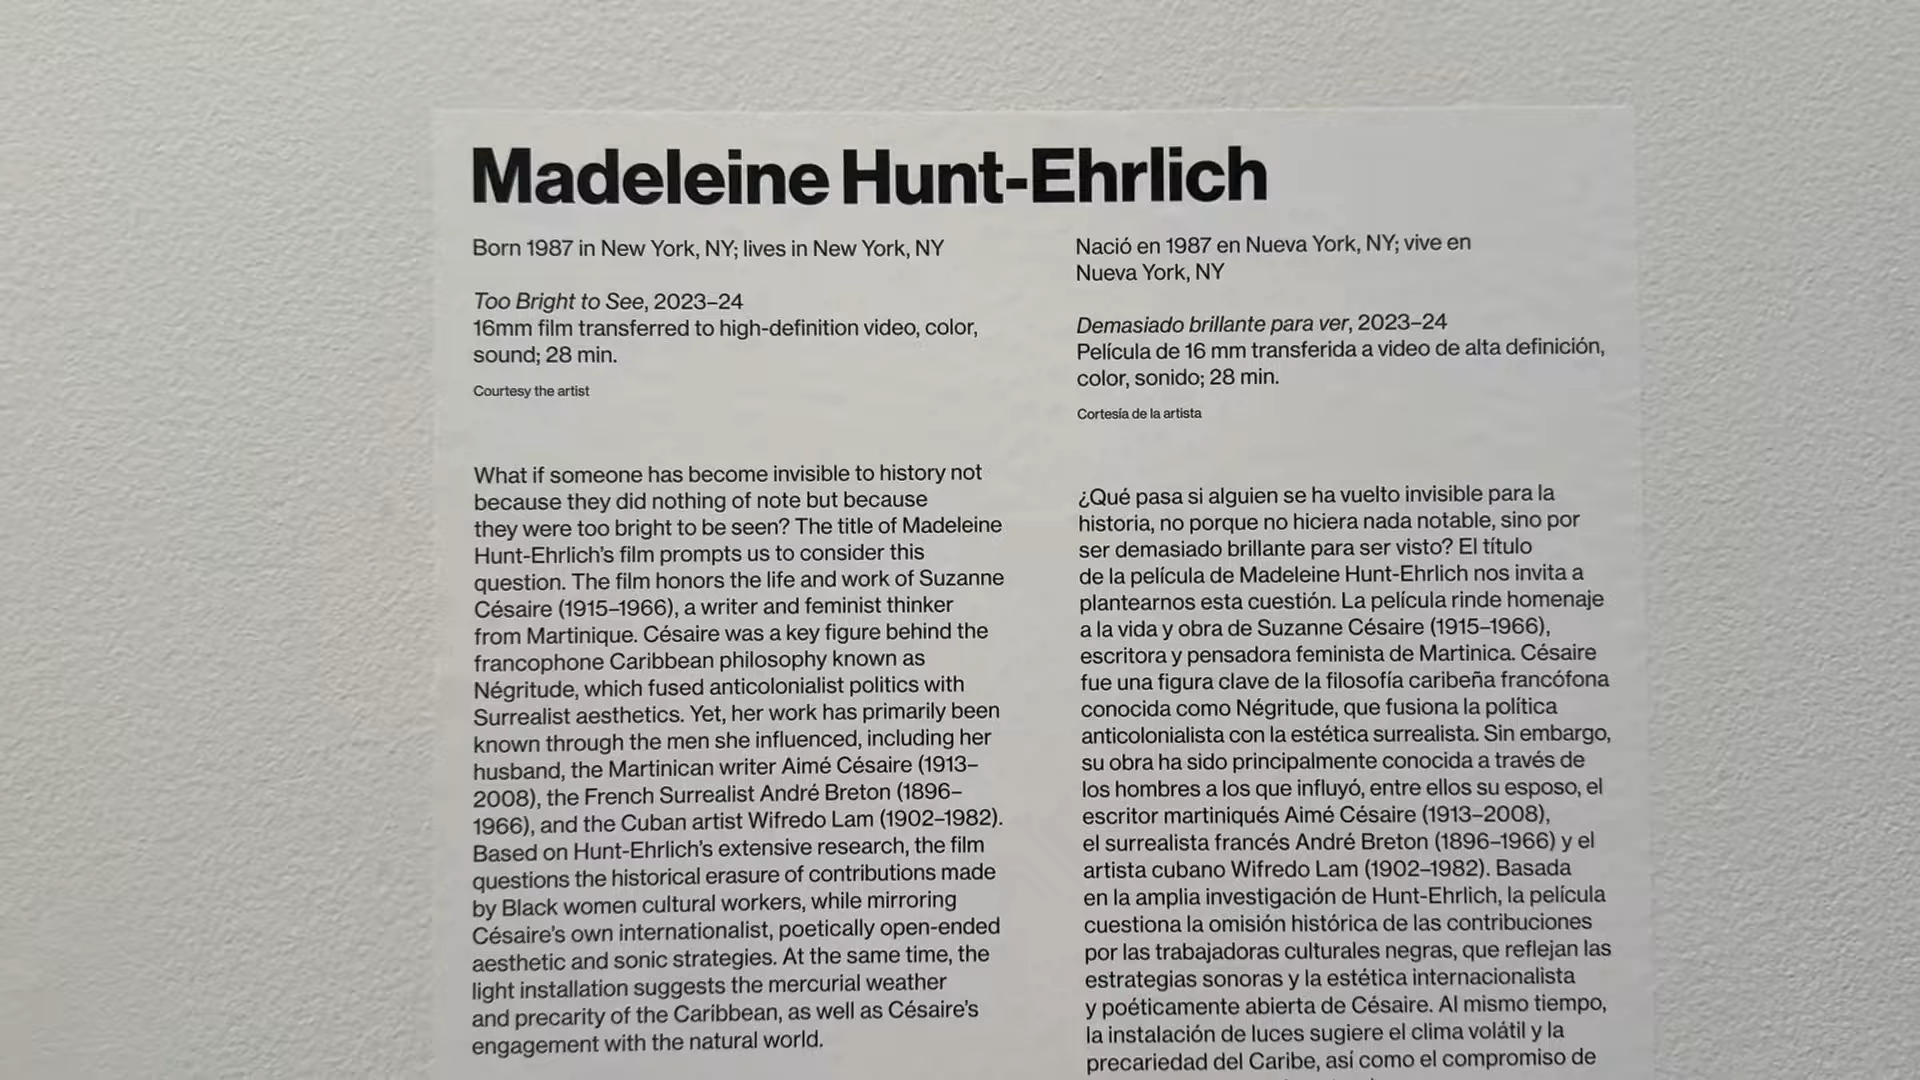 Madeleine Hunt-Ehrlich
Born 1987 in New York, NY; lives in New York, NY
Too Bright to See, 2023–24
16mm film transferred to high-definition video, color,
sound; 28 min.
Courtesy the artist
What if someone has become invisible to history not
because they did nothing of note but because
they were too bright to be seen? The title of Madeleine
Hunt-Ehrlich’s film prompts us to consider this
question. The film honors the life and work of Suzanne
Césaire (1915–1966), a writer and feminist thinker
from Martinique. Césaire was a key figure behind the
francophone Caribbean philosophy known as
Négritude, which fused anticolonialist politics with
Surrealist aesthetics. Yet, her work has primarily been
known through the men she influenced, including her
husband, the Martinican writer Aimé Césaire (1913–
2008), the French Surrealist André Breton (1896–
1966), and the Cuban artist Wifredo Lam (1902–1982).
Based on Hunt-Ehrlich’s extensive research, the film
questions the historical erasure of contributions made
by Black women cultural workers, while mirroring
Césaire’s own internationalist, poetically open-ended
aesthetic and sonic strategies. At the same time, the
light installation suggests the mercurial weather
and precarity of the Caribbean, as well as Césaire’s
engagement with the natural world.
Nació en 1987 en Nueva York, NY; vive en
Nueva York, NY
Demasiado brillante para ver, 2023–24
Película de 16 mm transferida a video de alta definición,
color, sonido; 28 min.
Cortesía de la artista
¿Qué pasa si alguien se ha vuelto invisible para la
historia, no porque no hiciera nada notable, sino por
ser demasiado brillante para ser visto? El título
de la película de Madeleine Hunt-Ehrlich nos invita a
plantearnos esta cuestión. La película rinde homenaje
a la vida y obra de Suzanne Césaire (1915–1966),
escritora y pensadora feminista de Martinica. Césaire
fue una figura clave de la filosofía caribeña francófona
conocida como Négritude, que fusiona la política
anticolonialista con la estética surrealista. Sin embargo,
su obra ha sido principalmente conocida a través de
los hombres a los que influyó, entre ellos su esposo, el
escritor martiniqués Aimé Césaire (1913–2008),
el surrealista francés André Breton (1896–1966) y el
artista cubano Wifredo Lam (1902–1982). Basada
en la amplia investigación de Hunt-Ehrlich, la película
cuestiona la omisión histórica de las contribuciones
por las trabajadoras culturales negras, que reflejan las
estrategias sonoras y la estética internacionalista
y poéticamente abierta de Césaire. Al mismo tiempo,
la instalación de luces sugiere el clima volátil y la
precariedad del Caribe, así como el compromiso de